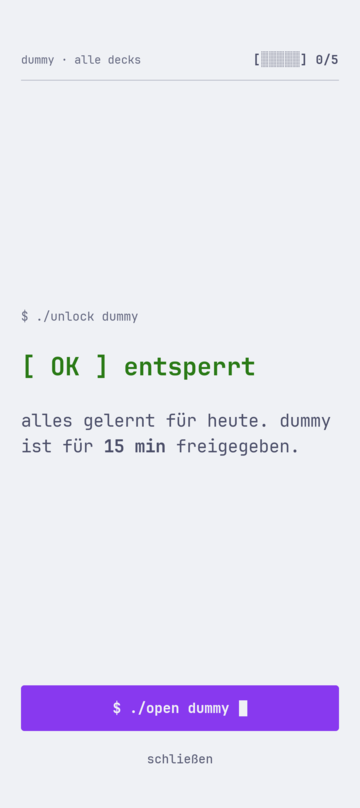 dummy · alle decks
[░░░░░] 0/5
$ ./unlock dummy
[ OK ] entsperrt
alles gelernt für heute. dummy
ist für 15 min freigegeben.
$ ./open dummy █
schließen